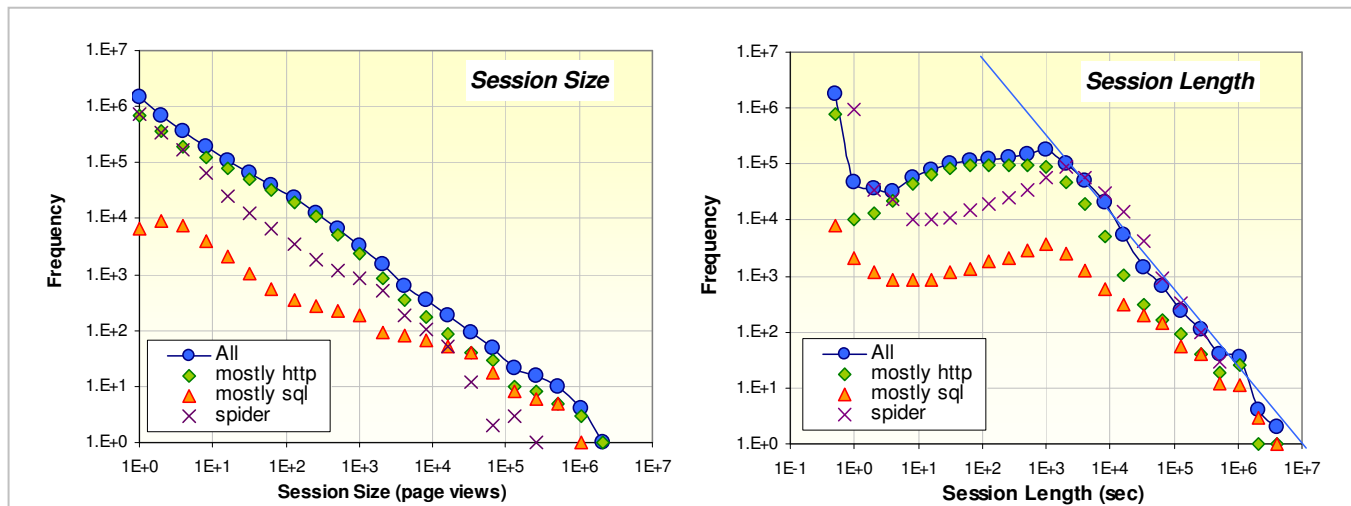 Session Size
1.E+7
1.E+6
1.E+5
1.E+4
1.E+3
1.E+2
1.E+1
1.E+0
Frequency
All
mostly http
mostly sql
spider
1E+0 1E+1 1E+2 1E+3 1E+4 1E+5 1E+6 1E+7
Session Size (page views)
Session Length
1.E+7
1.E+6
1.E+5
1.E+4
1.E+3
1.E+2
1.E+1
1.E+0
Frequency
All
mostly http
mostly sql
spider
1E-1 1E+0 1E+1 1E+2 1E+3 1E+4 1E+5 1E+6 1E+7
Session Length (sec)